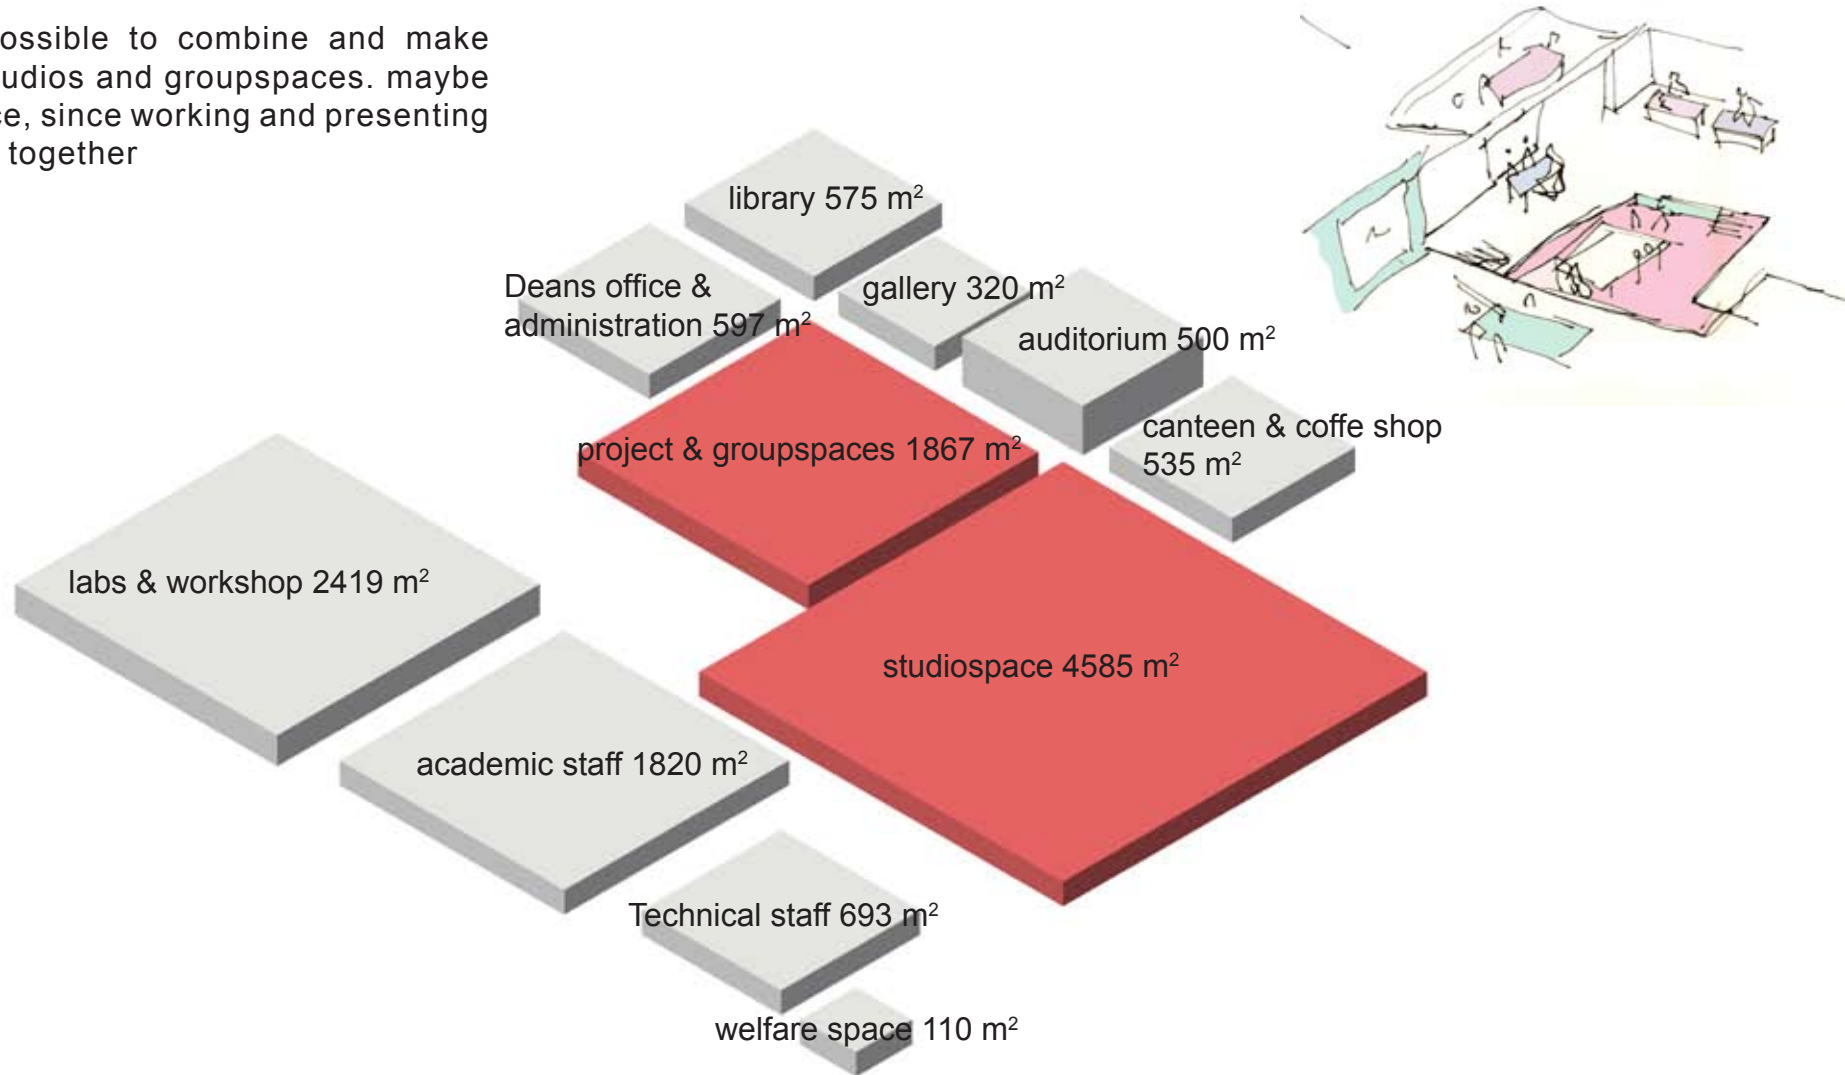 ossible to combine and make
udios and groupspaces. maybe
ce, since working and presenting
together
library 575 m²
Deans office &
administration 597 m²
gallery 320 m²
auditorium 500 m²
project & groupspaces 1867 m²
canteen & coffe shop
535 m²
labs & workshop 2419 m²
studiospace 4585 m²
academic staff 1820 m²
Technical staff 693 m²
welfare space 110 m²